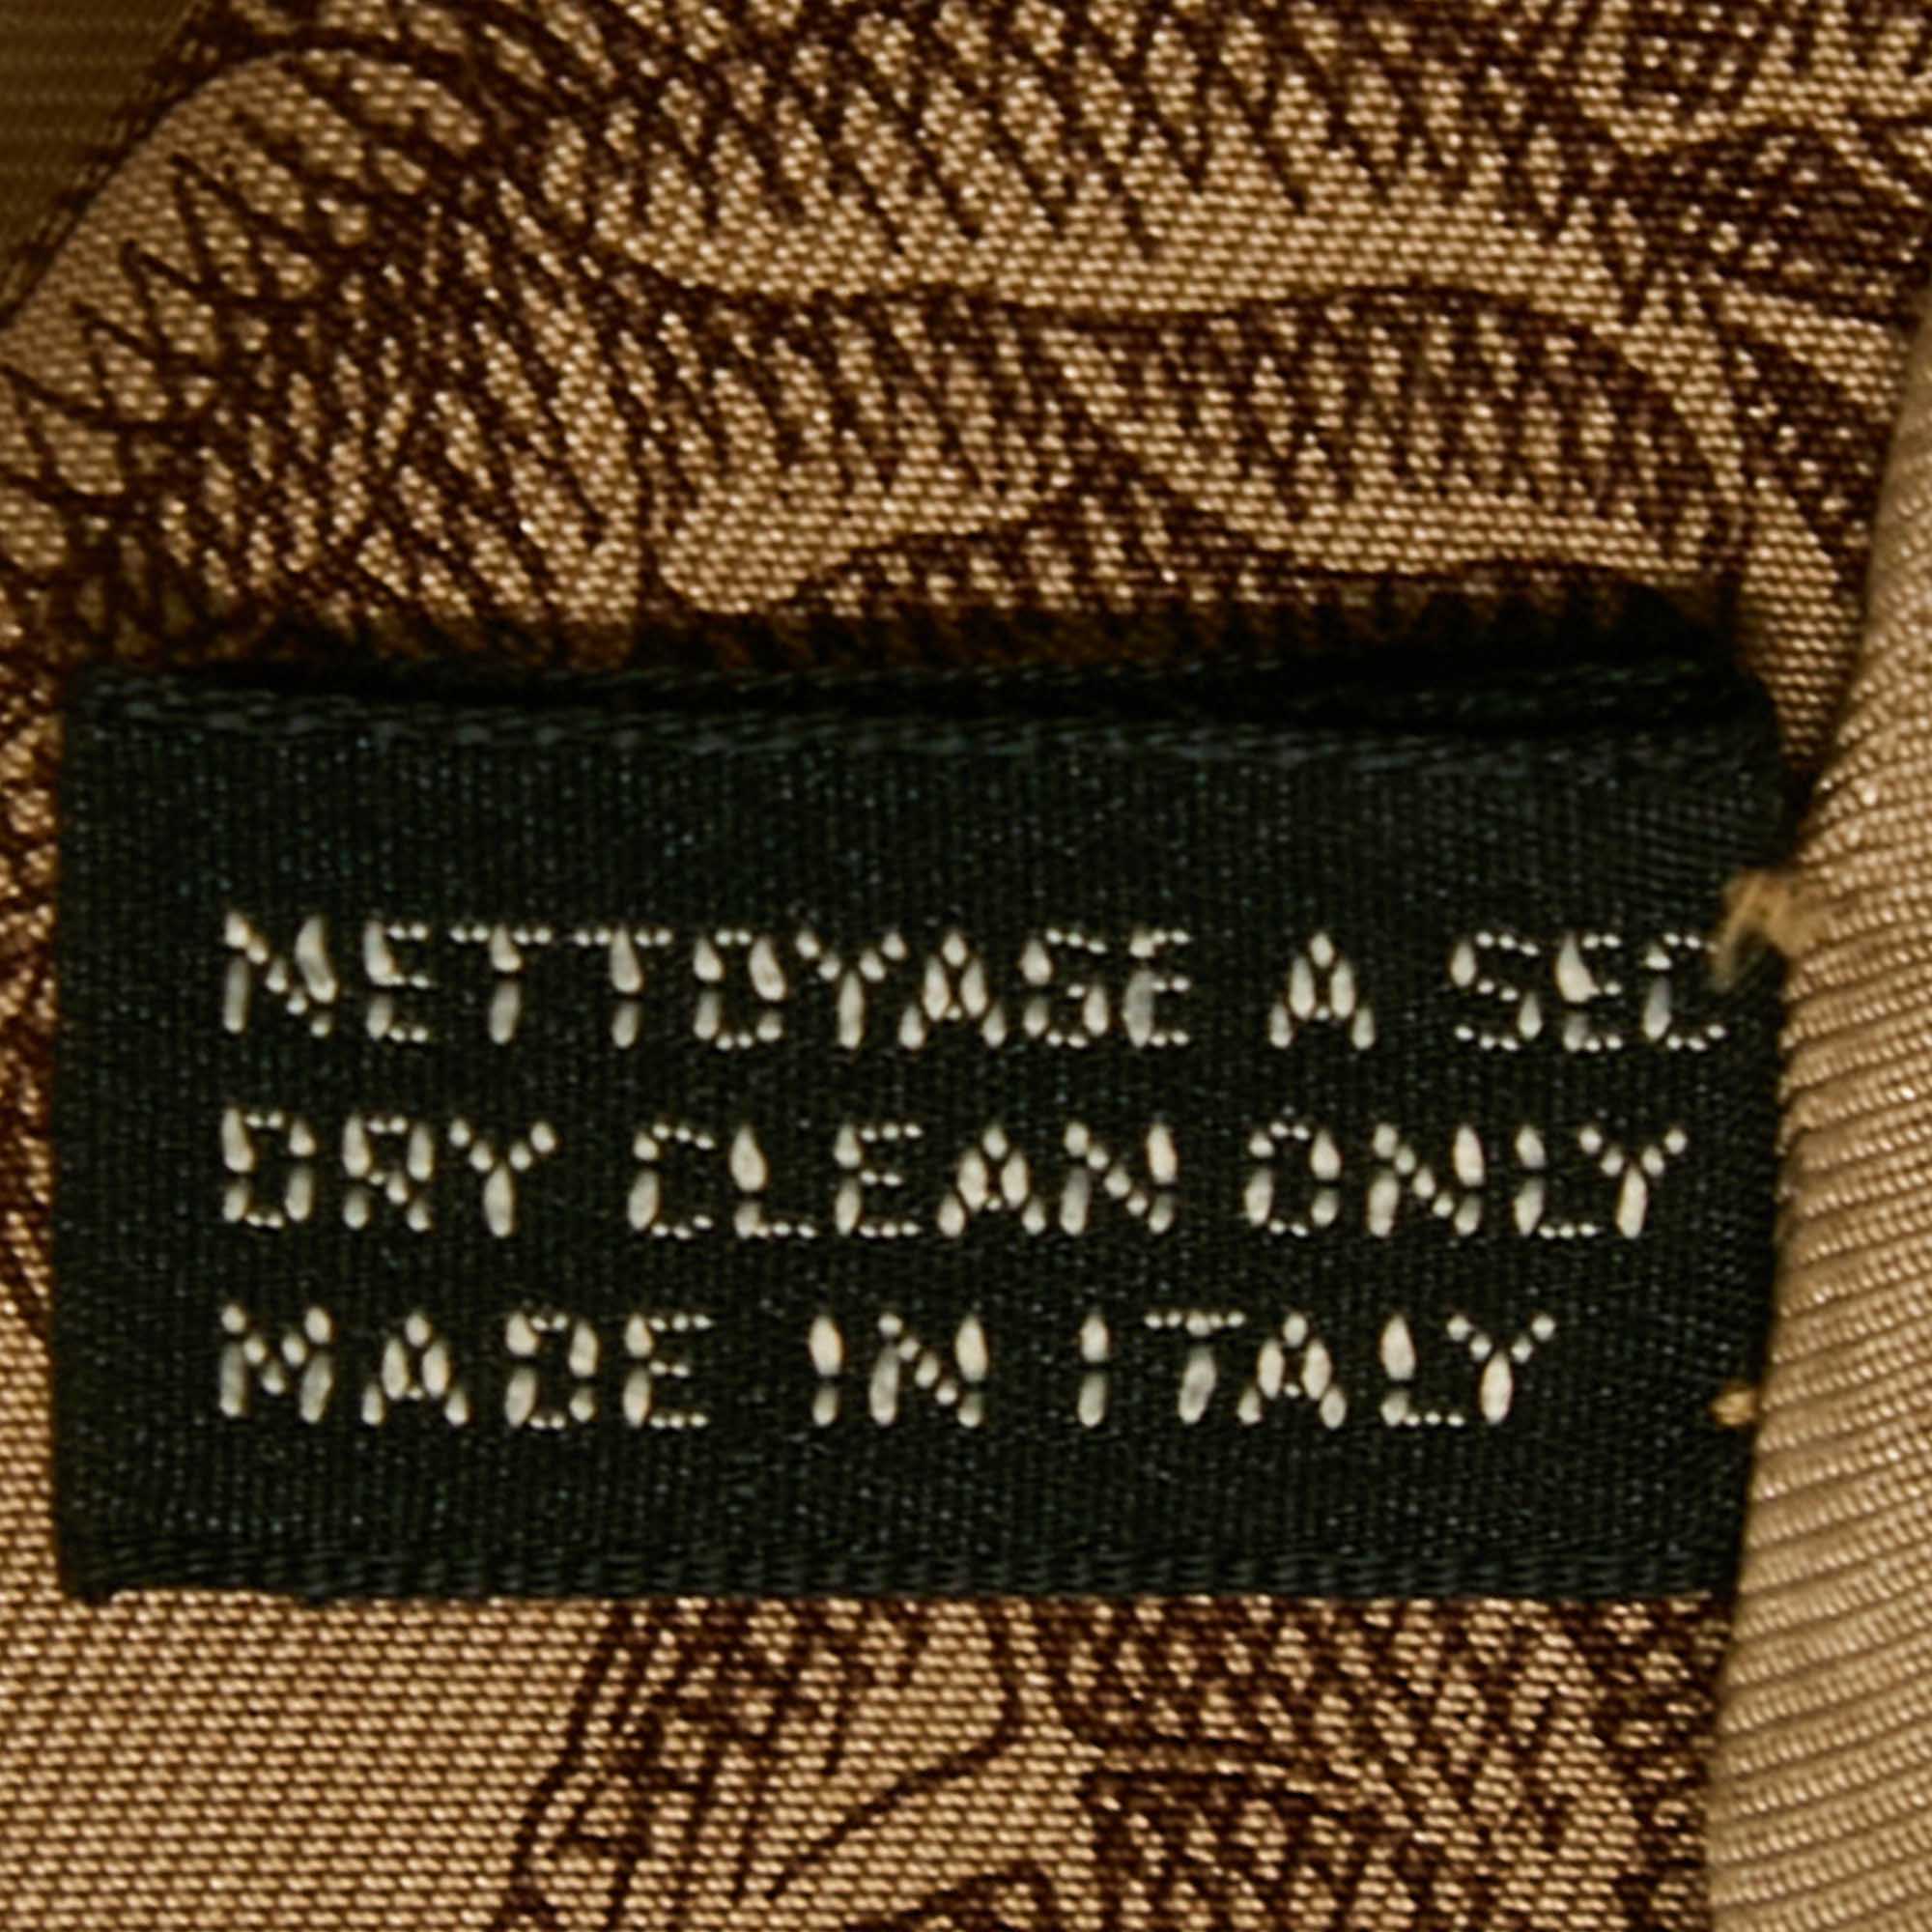 NETTOYAGE A SEC
DRY CLEAN ONLY
MADE IN ITALY